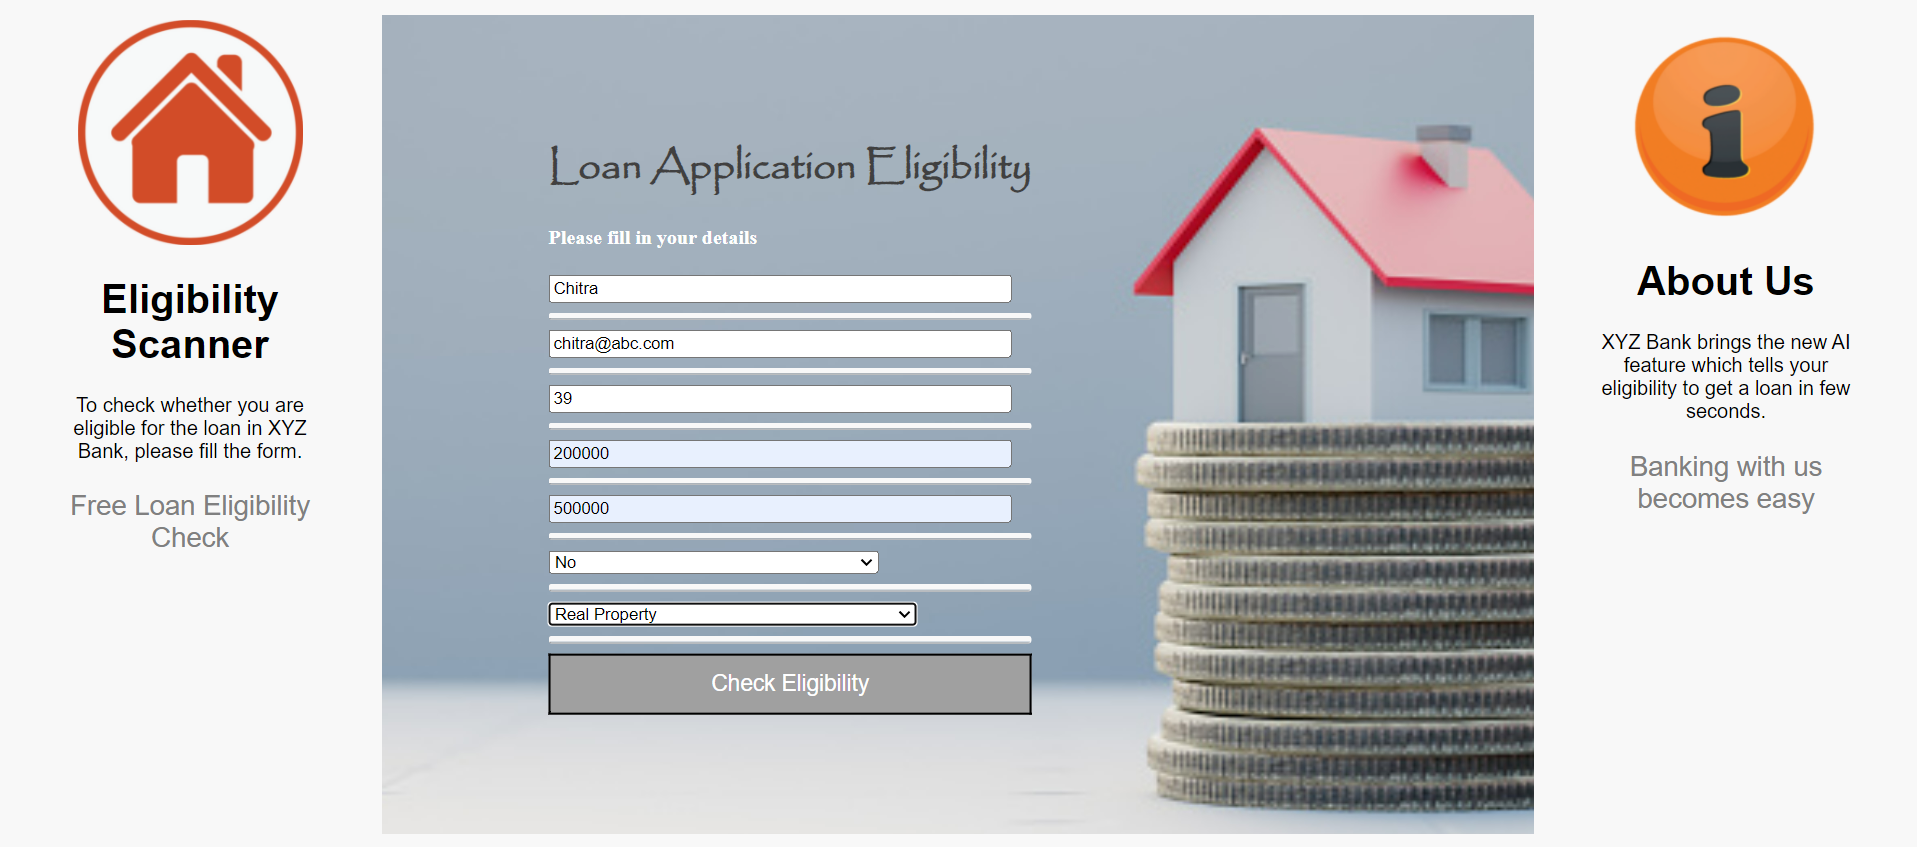 Eligibility
Scanner
To check whether you are
eligible for the loan in XYZ
Bank, please fill the form.
Free Loan Eligibility
Check
Loan Application Eligibility
Please fill in your details
Chitra
chitra@abc.com
39
200000
500000
No
Real Property
Check Eligibility
i
About Us
XYZ Bank brings the new AI
feature which tells your
eligibility to get a loan in few
seconds.
Banking with us
becomes easy